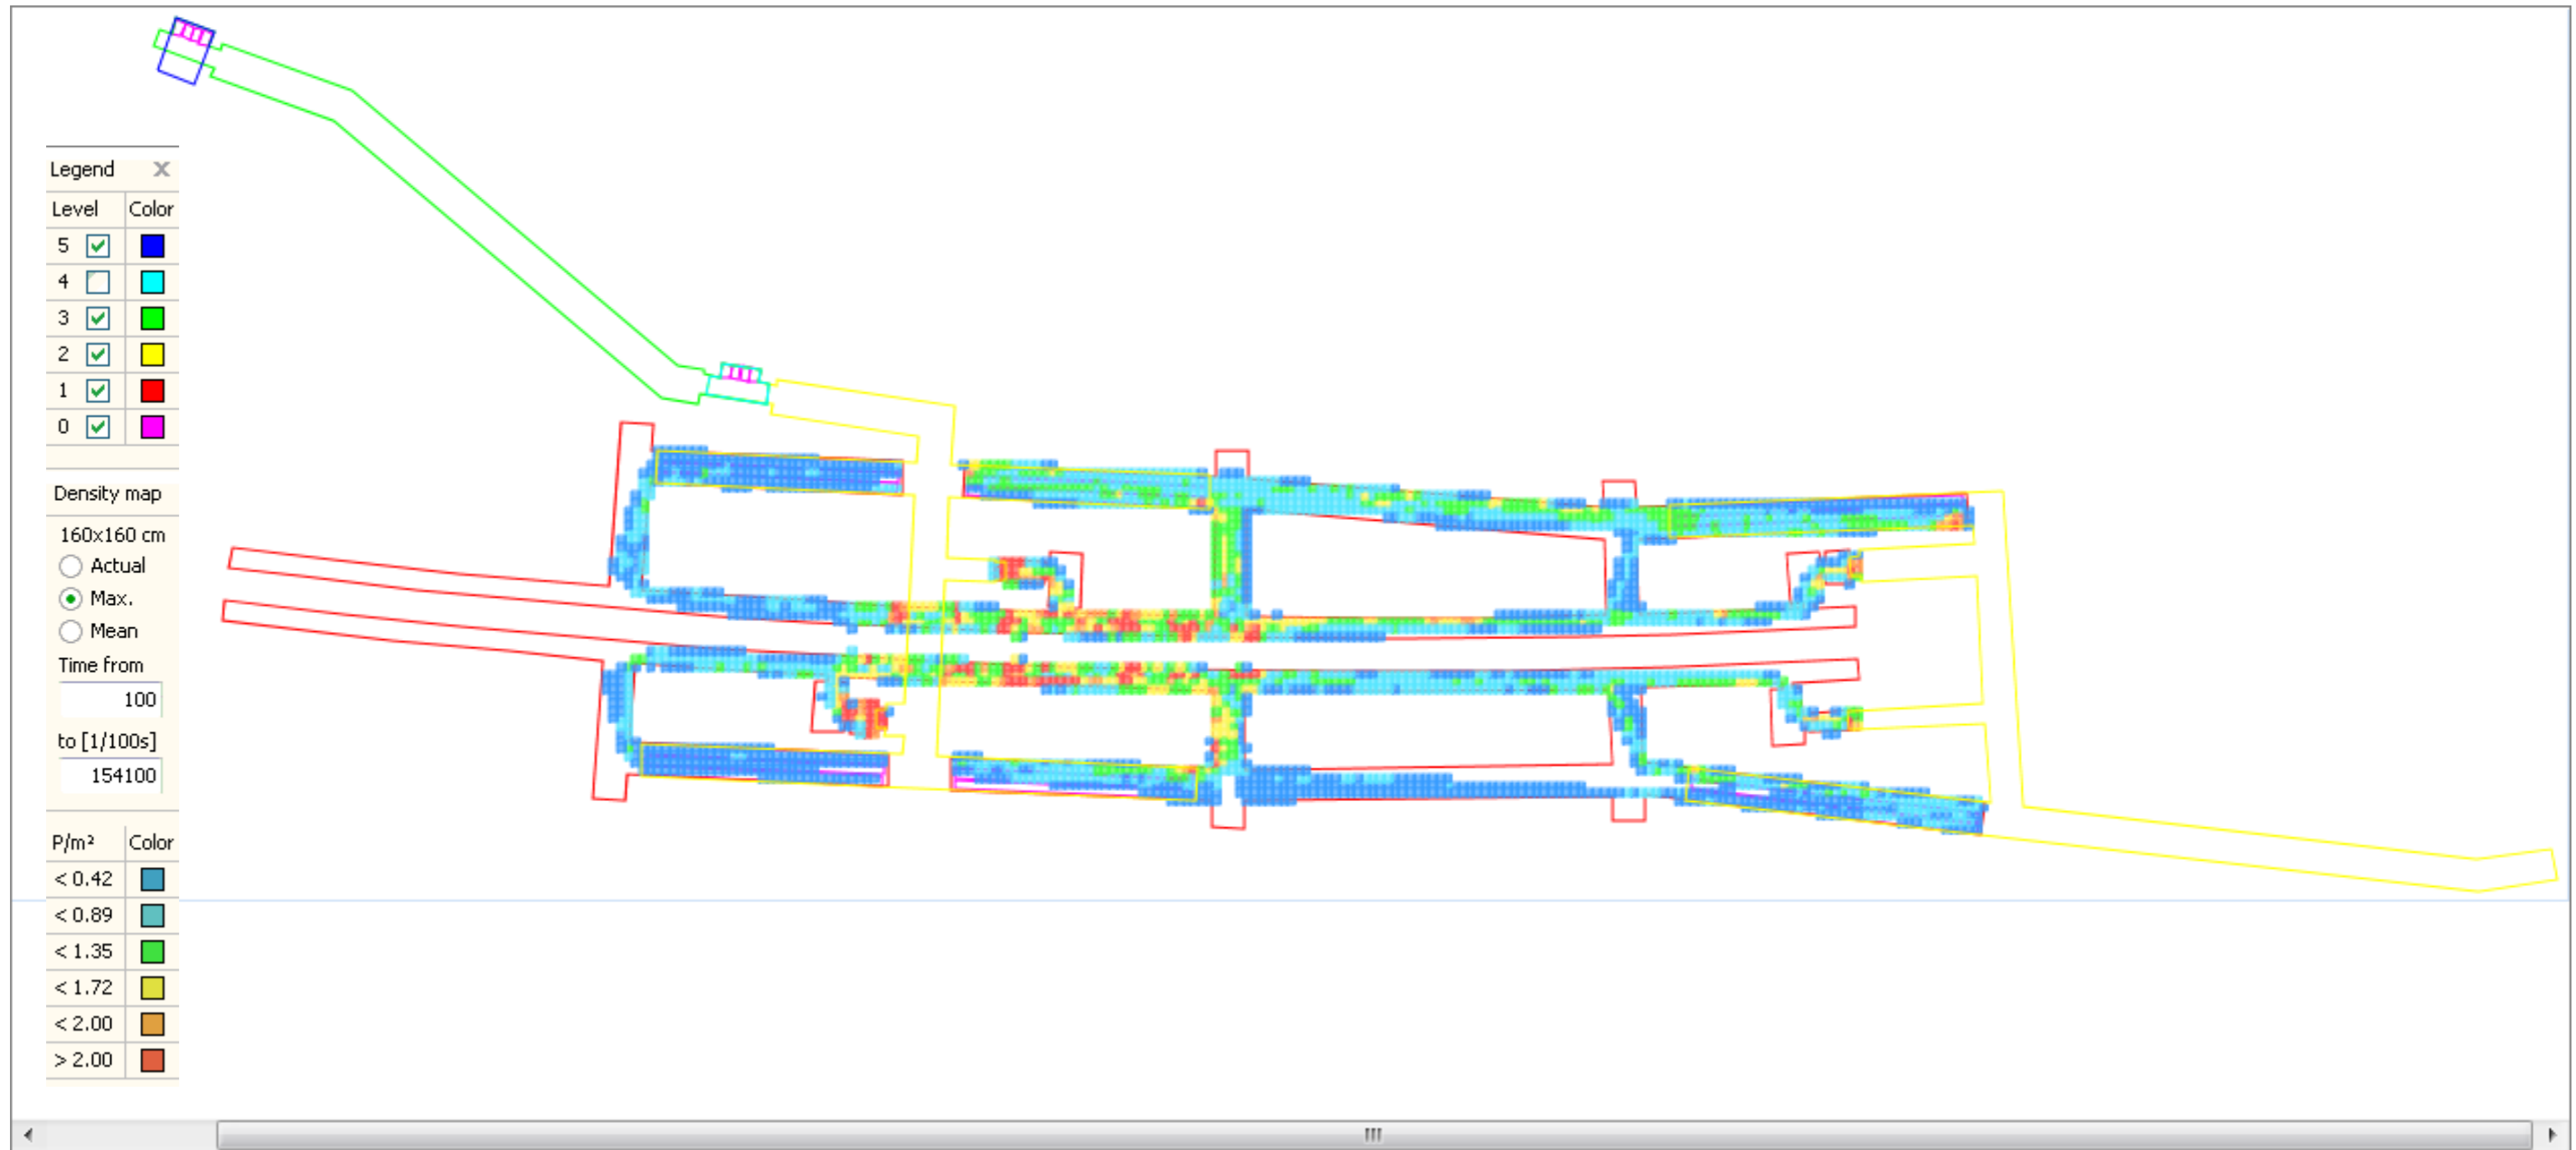 Legend X
Level Color
5
4
3
2
1
0
Density map
160x160 cm
Actual
Max.
Mean
Time from
100
to [1/100s]
154100
P/m² Color
< 0.42
< 0.89
< 1.35
< 1.72
< 2.00
> 2.00